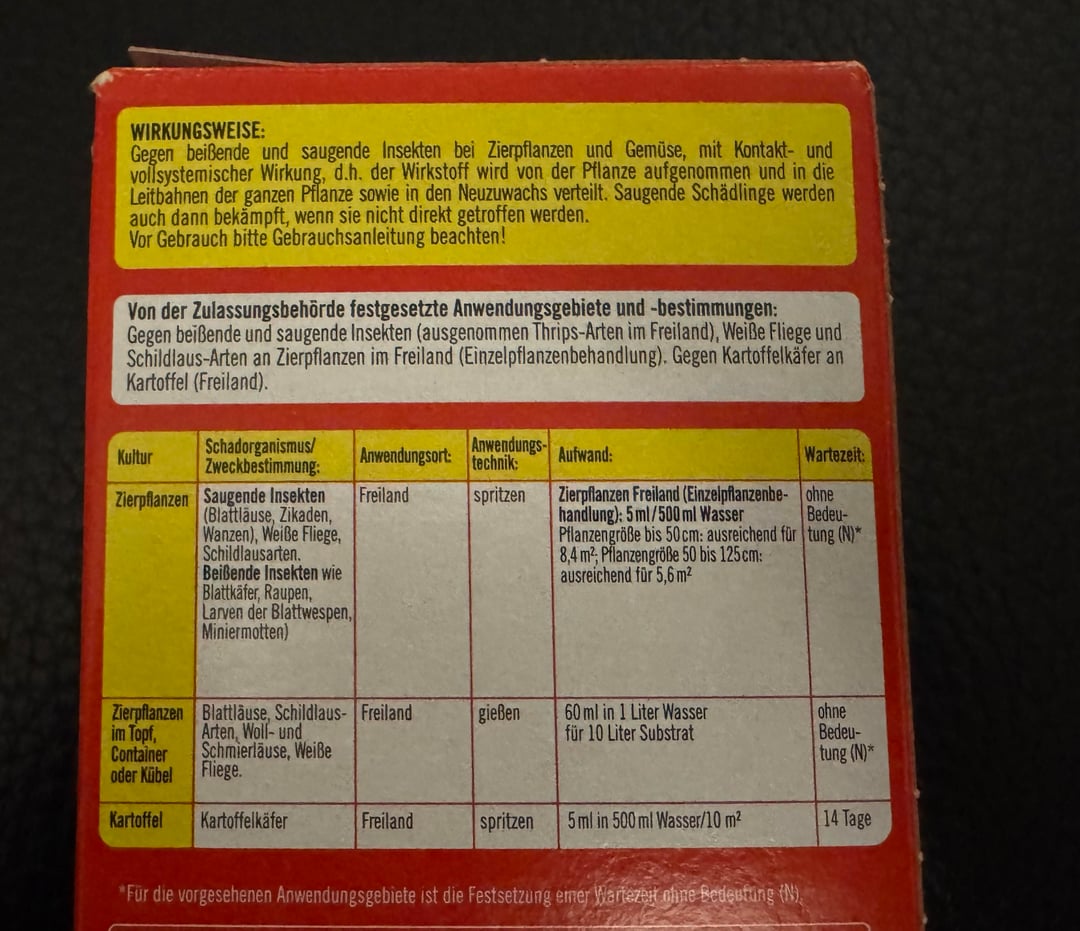 WIRKUNGSWEISE:
Gegen beißende und saugende Insekten bei Zierpflanzen und Gemüse, mit Kontakt- und
vollsystemischer Wirkung, d.h. der Wirkstoff wird von der Pflanze aufgenommen und in die
Leitbahnen der ganzen Pflanze sowie in den Neuzuwachs verteilt. Saugende Schädlinge werden
auch dann bekämpft, wenn sie nicht direkt getroffen werden.
Vor Gebrauch bitte Gebrauchsanleitung beachten!
Von der Zulassungsbehörde festgesetzte Anwendungsgebiete und -bestimmungen:
Gegen beißende und saugende Insekten (ausgenommen Thrips-Arten im Freiland), Weiße Fliege und
Schildlaus-Arten an Zierpflanzen im Freiland (Einzelpflanzenbehandlung). Gegen Kartoffelkäfer an
Kartoffel (Freiland).
Kultur
Schadorganismus/
Zweckbestimmung:
Anwendungsort:
Anwendungs-
technik:
Aufwand:
Wartezeit:
Zierpflanzen
Saugende Insekten
(Blattläuse, Zikaden,
Wanzen), Weiße Fliege,
Schildlausarten.
Beißende Insekten wie
Blattkäfer, Raupen,
Larven der Blattwespen,
Miniermotten)
Freiland
spritzen
Zierpflanzen Freiland (Einzelpflanzenbe-
handlung): 5 ml/500 ml Wasser
Pflanzengröße bis 50 cm: ausreichend für
8,4 m²; Pflanzengröße 50 bis 125 cm:
ausreichend für 5,6 m²
ohne
Bedeu-
tung (N)*
Zierpflanzen
im Topf,
Container
oder Kübel
Blattläuse, Schildlaus-
Arten, Woll- und
Schmierläuse, Weiße
Fliege.
Freiland
gießen
60 ml in 1 Liter Wasser
für 10 Liter Substrat
ohne
Bedeu-
tung (N)*
Kartoffel
Kartoffelkäfer
Freiland
spritzen
5 ml in 500 ml Wasser/10 m²
14 Tage
*Für die vorgesehenen Anwendungsgebiete ist die Festsetzung einer Wartezeit ohne Bedeutung (N).